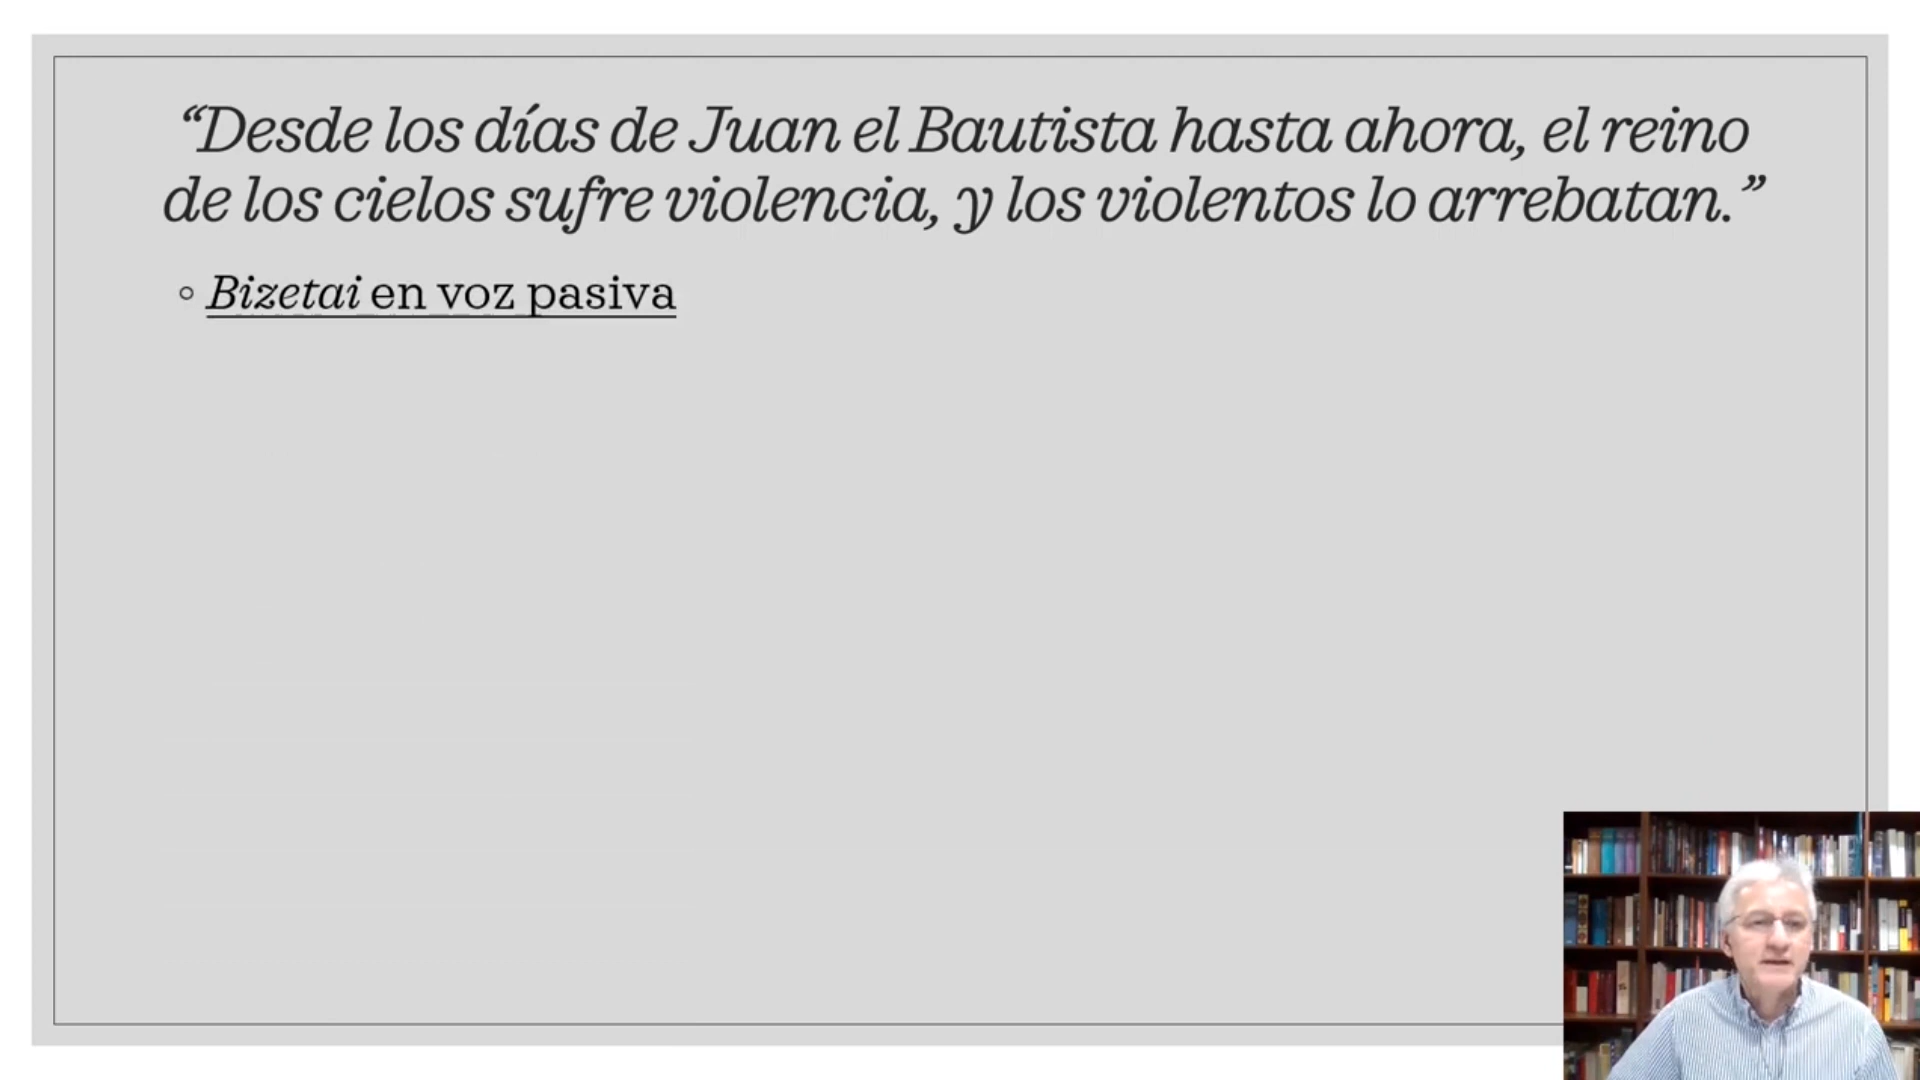 “Desde los días de Juan el Bautista hasta ahora, el reino
de los cielos sufre violencia, y los violentos lo arrebatan.”
◦ Bizetai en voz pasiva